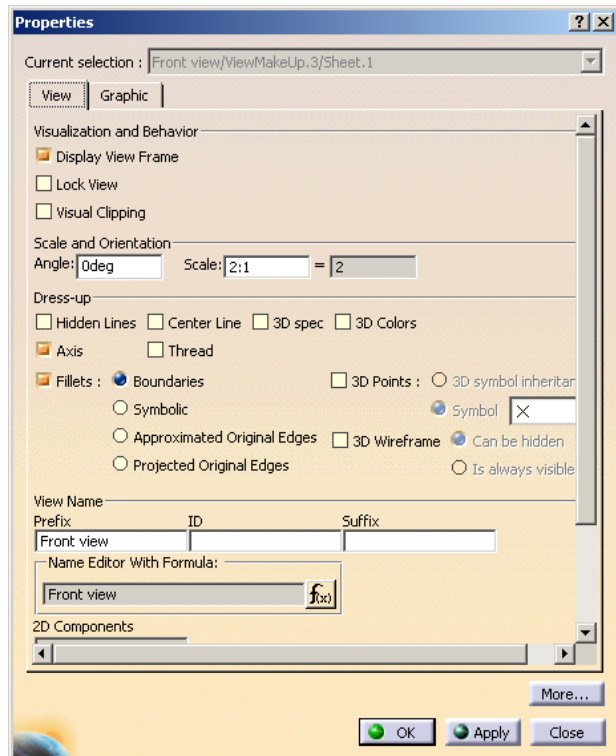 Properties
Current selection : Front view/ViewMakeUp.3/Sheet.1
View Graphic
Visualization and Behavior
Display View Frame
Lock View
Visual Clipping
Scale and Orientation
Angle: 0deg Scale: 2:1 = 2
Dress-up
Hidden Lines Center Line 3D spec 3D Colors
Axis Thread
Fillets : Boundaries 3D Points : 3D symbol inheritan
Symbolic Symbol
Approximated Original Edges 3D Wireframe Can be hidden
Projected Original Edges Is always visible
View Name
Prefix ID Suffix
Front view
Name Editor With Formula:
Front view f(x)
2D Components
More...
OK Apply Close